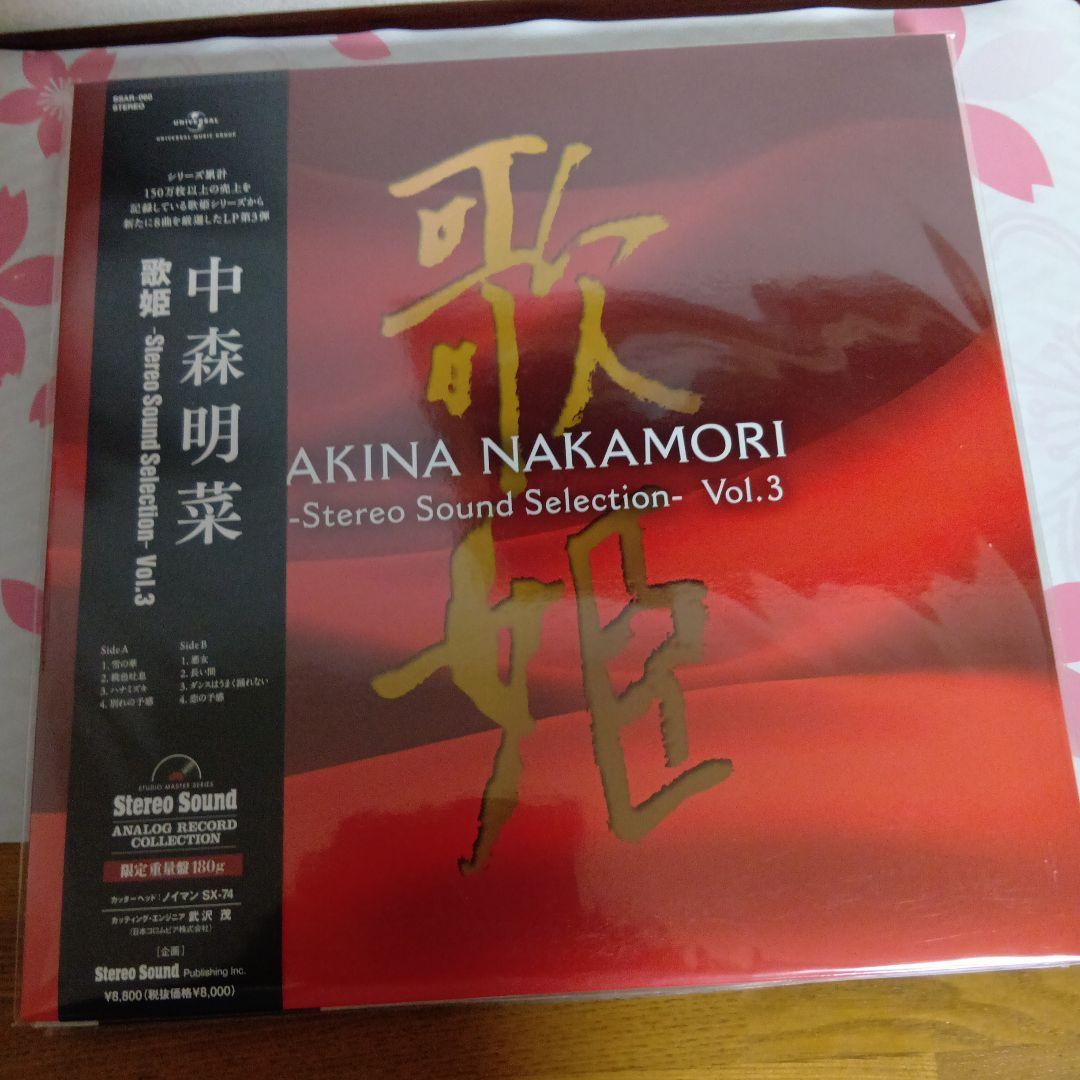 SSAR-060
STEREO
UNIVERSAL
UNIVERSAL MUSIC GROUP
シリーズ累計
150万枚以上の売上を
記録している歌姫シリーズから
新たに8曲を厳選したLP第3弾
中森明菜
歌姫 -Stereo Sound Selection- Vol.3
Side A
1. 雪の華
2. 桃色吐息
3. ハナミズキ
4. 別れの予感
Side B
1. 悪女
2. 長い間
3. ダンスはうまく踊れない
4. 恋の予感
STUDIO MASTER SERIES
Stereo Sound
ANALOG RECORD
COLLECTION
限定重量盤180g
カッターヘッド:ノイマン SX-74
カッティング・エンジニア 武沢 茂
(日本コロムビア株式会社)
[企画]
Stereo Sound Publishing Inc.
¥8,800(税抜価格¥8,000)
歌姫
AKINA NAKAMORI
-Stereo Sound Selection- Vol.3